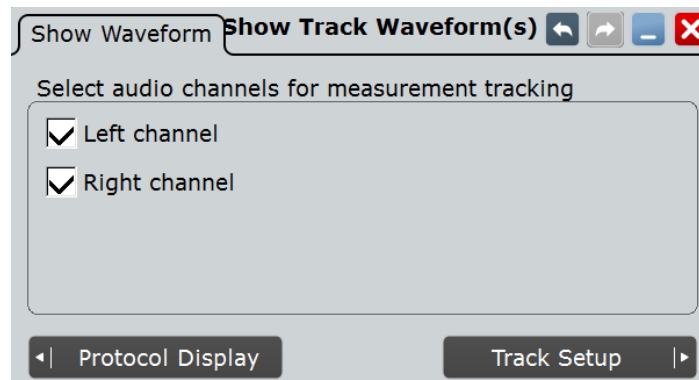 Show Waveform
Show Track Waveform(s)
Select audio channels for measurement tracking
Left channel
Right channel
Protocol Display
Track Setup